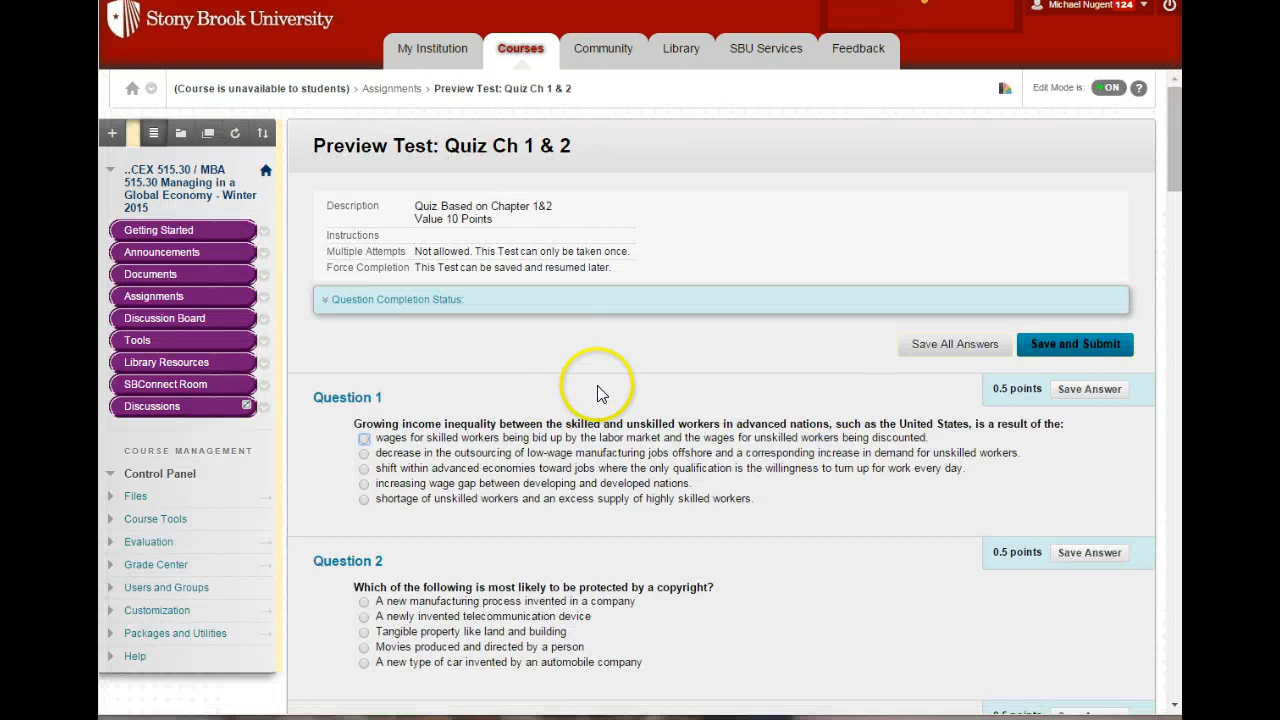 Stony Brook University
Michael Nugent 124
My Institution
Courses
Community
Library
SBU Services
Feedback
(Course is unavailable to students) > Assignments > Preview Test: Quiz Ch 1 & 2
Edit Mode is: ON ?
..CEX 515.30 / MBA
515.30 Managing in a
Global Economy - Winter
2015
Getting Started
Announcements
Documents
Assignments
Discussion Board
Tools
Library Resources
SBConnect Room
Discussions
COURSE MANAGEMENT
Control Panel
Files
Course Tools
Evaluation
Grade Center
Users and Groups
Customization
Packages and Utilities
Help
Preview Test: Quiz Ch 1 & 2
Description Quiz Based on Chapter 1&2
Value 10 Points
Instructions
Multiple Attempts Not allowed. This Test can only be taken once.
Force Completion This Test can be saved and resumed later.
Question Completion Status:
Save All Answers
Save and Submit
Question 1
0.5 points Save Answer
Growing income inequality between the skilled and unskilled workers in advanced nations, such as the United States, is a result of the:
wages for skilled workers being bid up by the labor market and the wages for unskilled workers being discounted.
decrease in the outsourcing of low-wage manufacturing jobs offshore and a corresponding increase in demand for unskilled workers.
shift within advanced economies toward jobs where the only qualification is the willingness to turn up for work every day.
increasing wage gap between developing and developed nations.
shortage of unskilled workers and an excess supply of highly skilled workers.
Question 2
0.5 points Save Answer
Which of the following is most likely to be protected by a copyright?
A new manufacturing process invented in a company
A newly invented telecommunication device
Tangible property like land and building
Movies produced and directed by a person
A new type of car invented by an automobile company